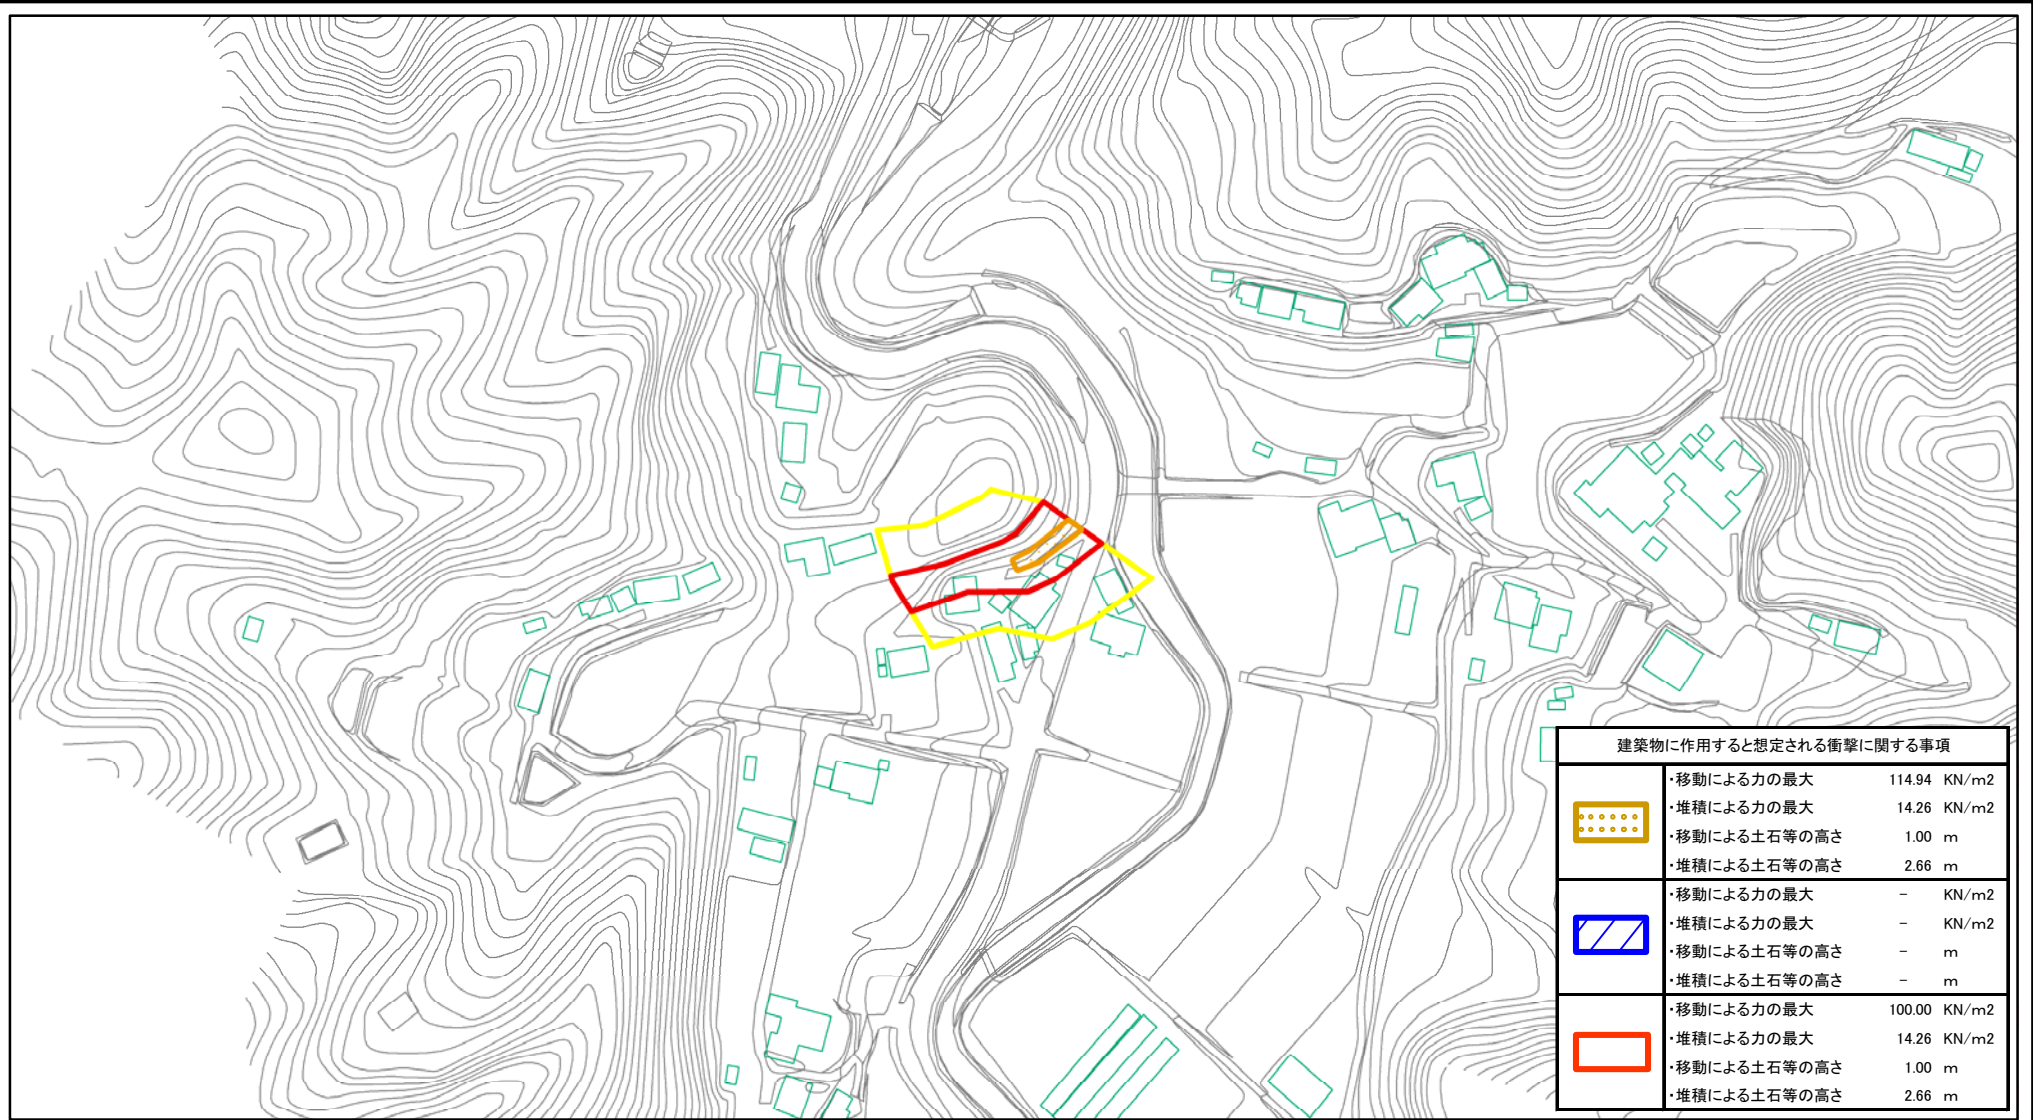 建築物に作用すると想定される衝撃に関する事項
・移動による力の最大 114.94 KN/m2
・堆積による力の最大 14.26 KN/m2
・移動による土石等の高さ 1.00 m
・堆積による土石等の高さ 2.66 m
・移動による力の最大 - KN/m2
・堆積による力の最大 - KN/m2
・移動による土石等の高さ - m
・堆積による土石等の高さ - m
・移動による力の最大 100.00 KN/m2
・堆積による力の最大 14.26 KN/m2
・移動による土石等の高さ 1.00 m
・堆積による土石等の高さ 2.66 m